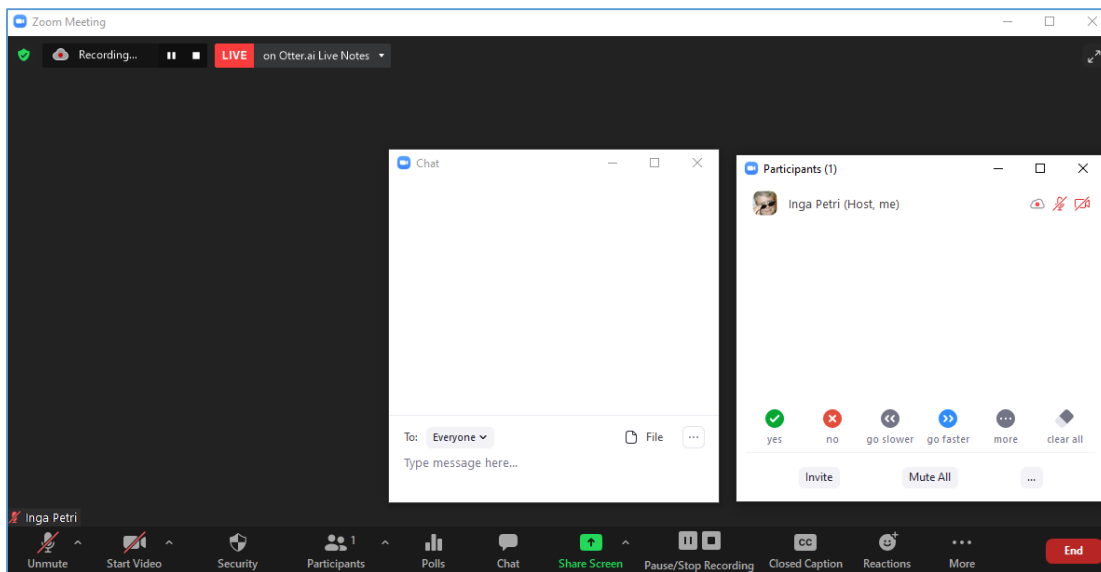 Zoom Meeting
Recording... LIVE on Otter.ai Live Notes
Chat
To: Everyone File ...
Type message here...
Participants (1)
Inga Petri (Host, me)
yes no go slower go faster more clear all
Invite Mute All ...
Inga Petri
Unmute Start Video Security Participants 1 Polls Chat Share Screen Pause/Stop Recording CC Closed Caption Reactions More End